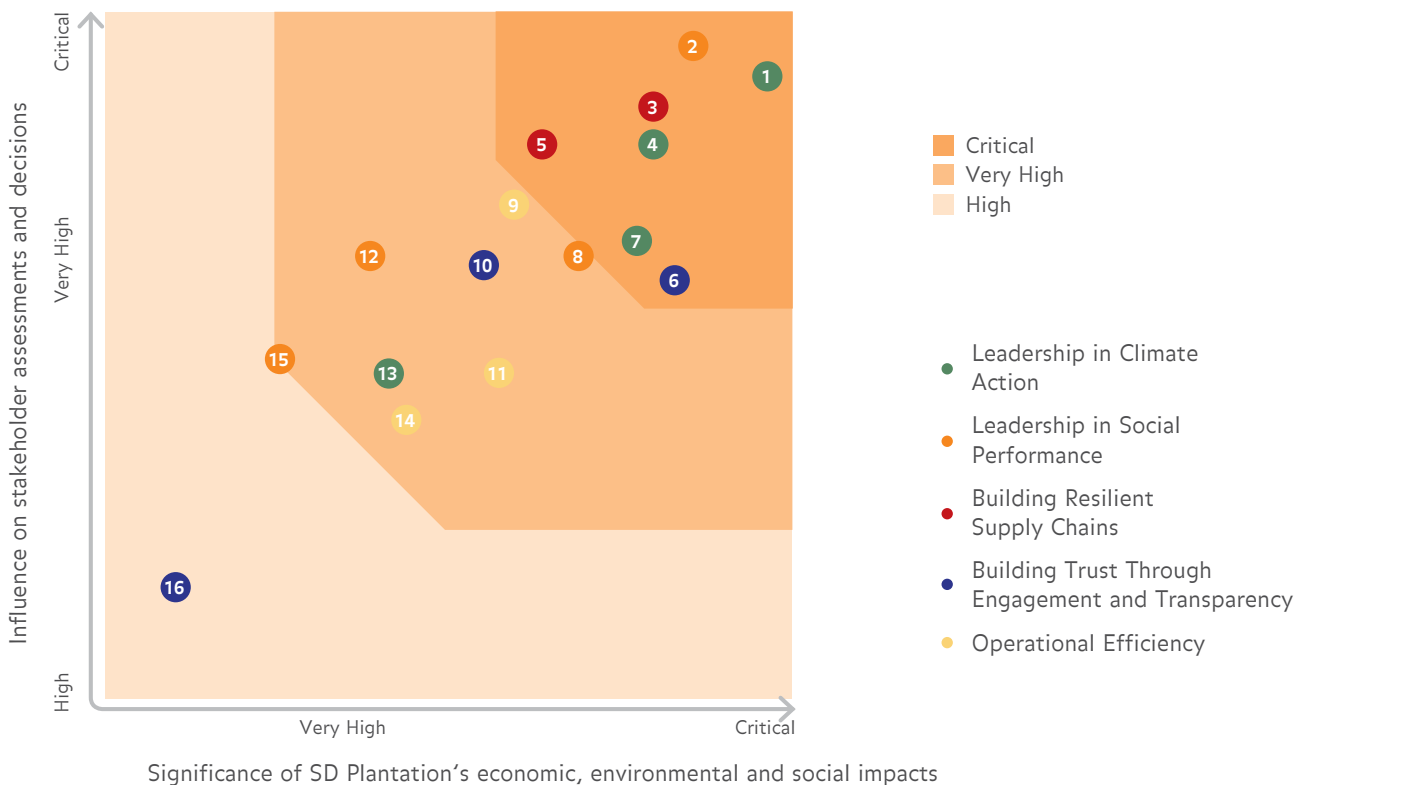 Influence on stakeholder assessments and decisions
Critical
Very High
High
2
1
3
5
4
9
7
12
8
10
6
15
13
11
14
16
Very High
Critical
Significance of SD Plantation‘s economic, environmental and social impacts
Critical
Very High
High
Leadership in Climate
Action
Leadership in Social
Performance
Building Resilient
Supply Chains
Building Trust Through
Engagement and Transparency
Operational Efficiency